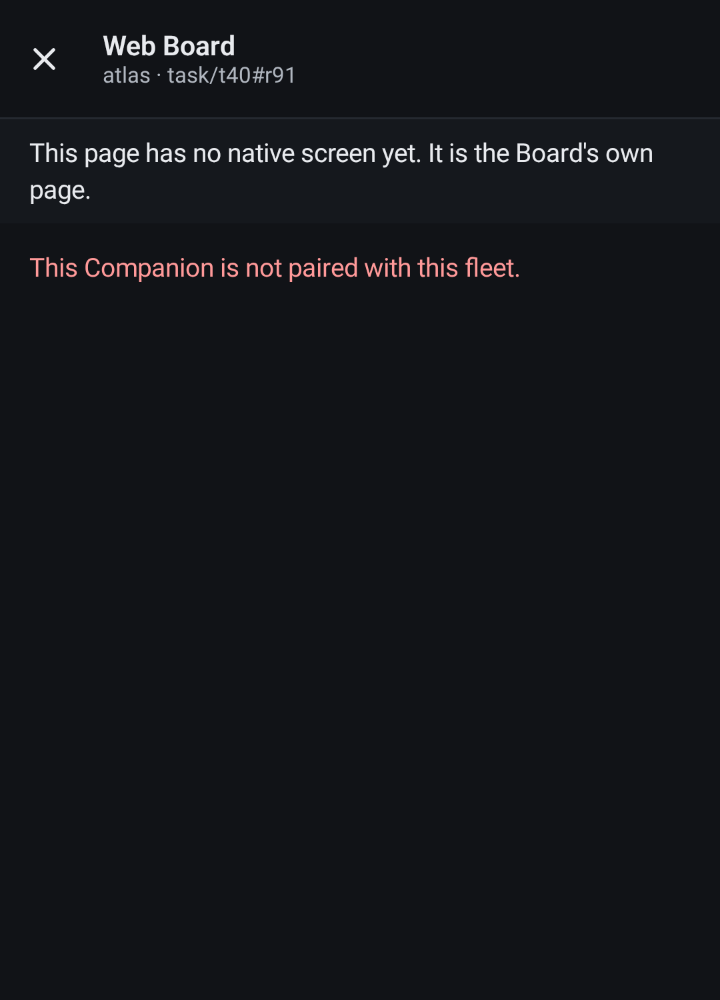 Web Board
atlas · task/t40#r91
This page has no native screen yet. It is the Board's own
page.
This Companion is not paired with this fleet.